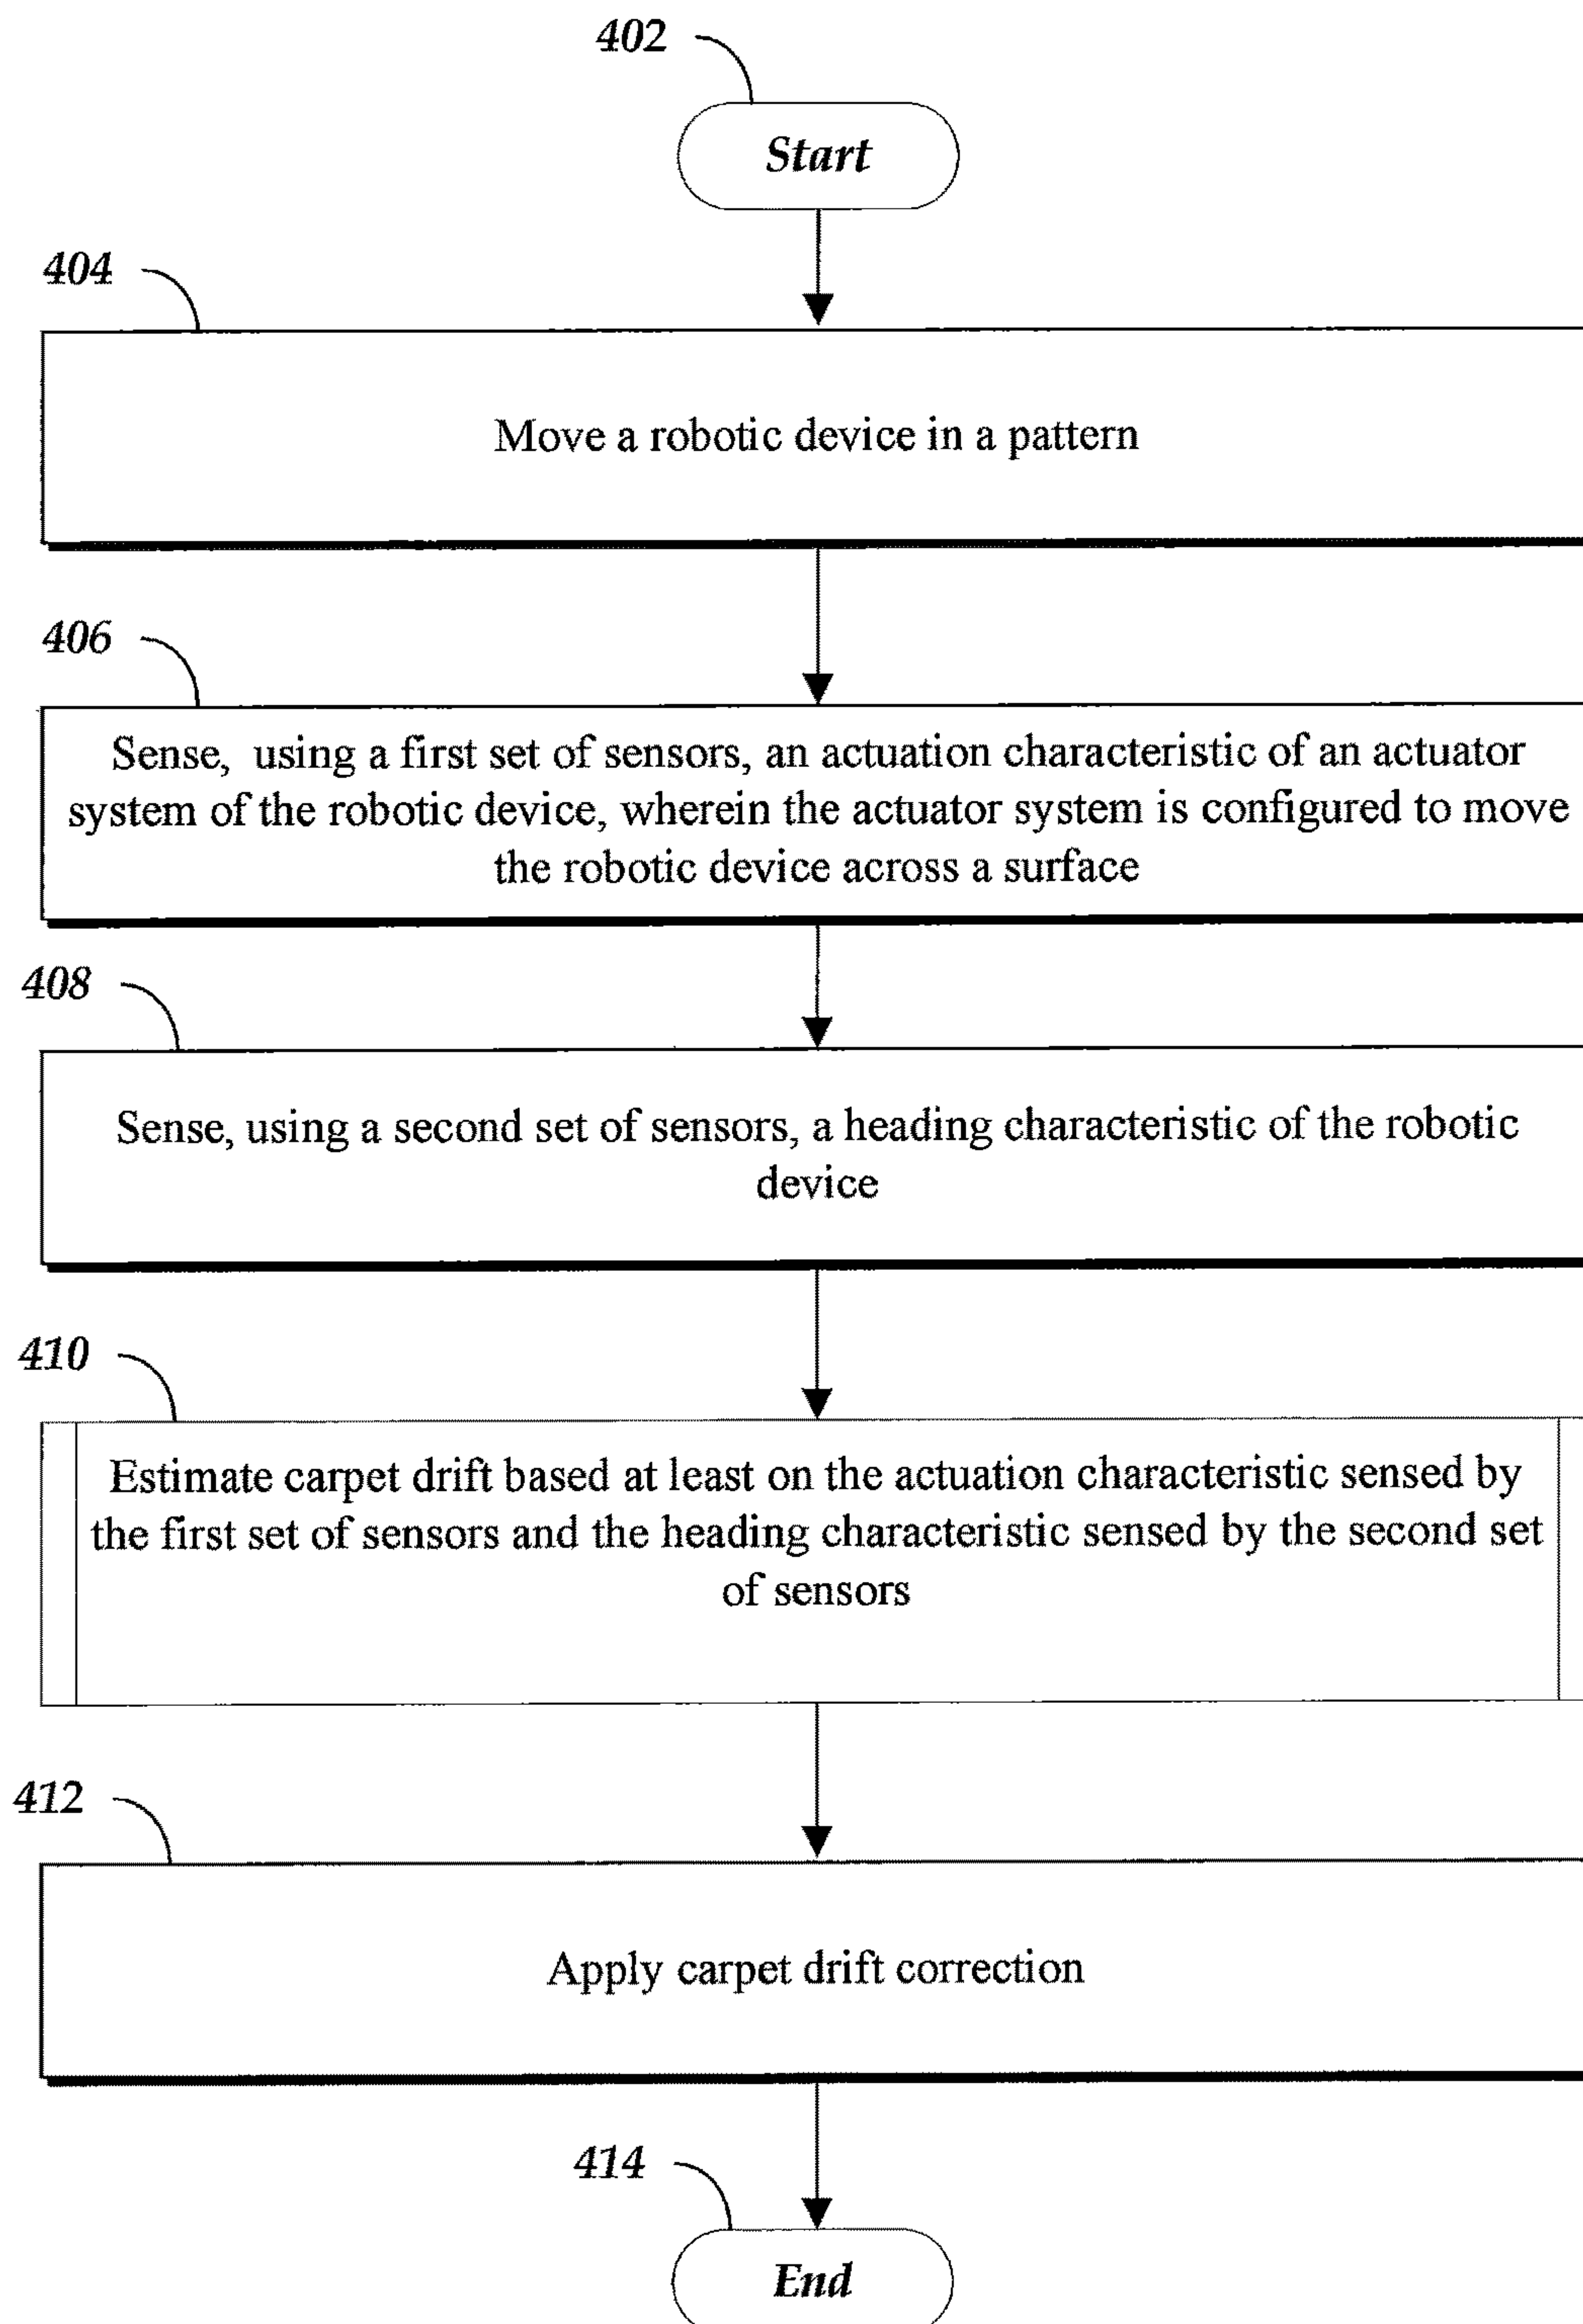 402
Start
404
Move a robotic device in a pattern
406
Sense, using a first set of sensors, an actuation characteristic of an actuator
system of the robotic device, wherein the actuator system is configured to move
the robotic device across a surface
408
Sense, using a second set of sensors, a heading characteristic of the robotic
device
410
Estimate carpet drift based at least on the actuation characteristic sensed by
the first set of sensors and the heading characteristic sensed by the second set
of sensors
412
Apply carpet drift correction
414
End